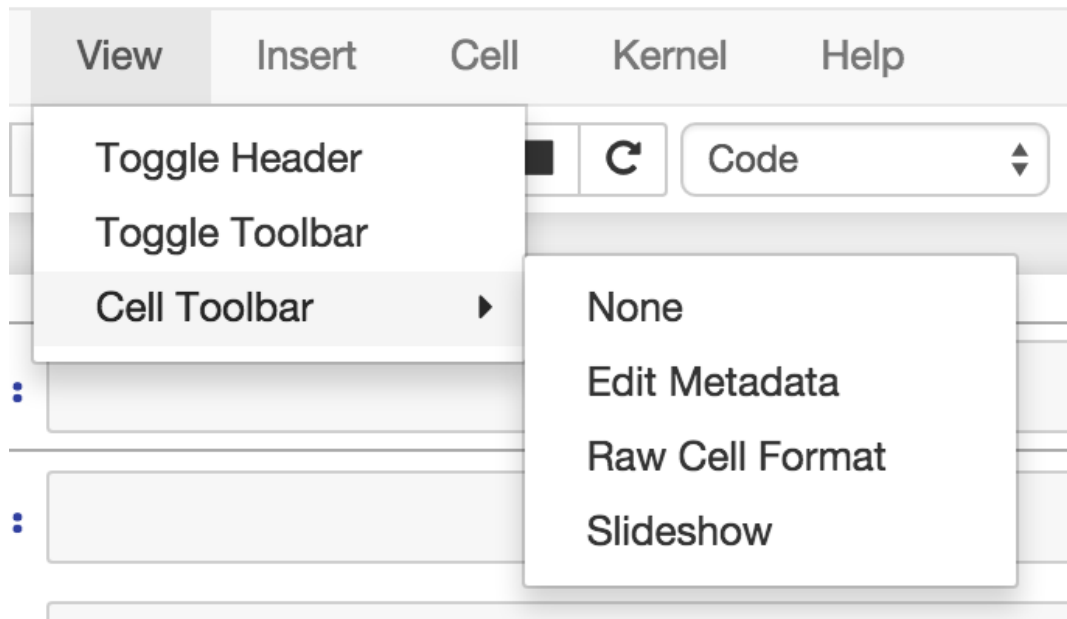 View Insert Cell Kernel Help
Toggle Header
Code
Toggle Toolbar
Cell Toolbar
None
Edit Metadata
Raw Cell Format
Slideshow